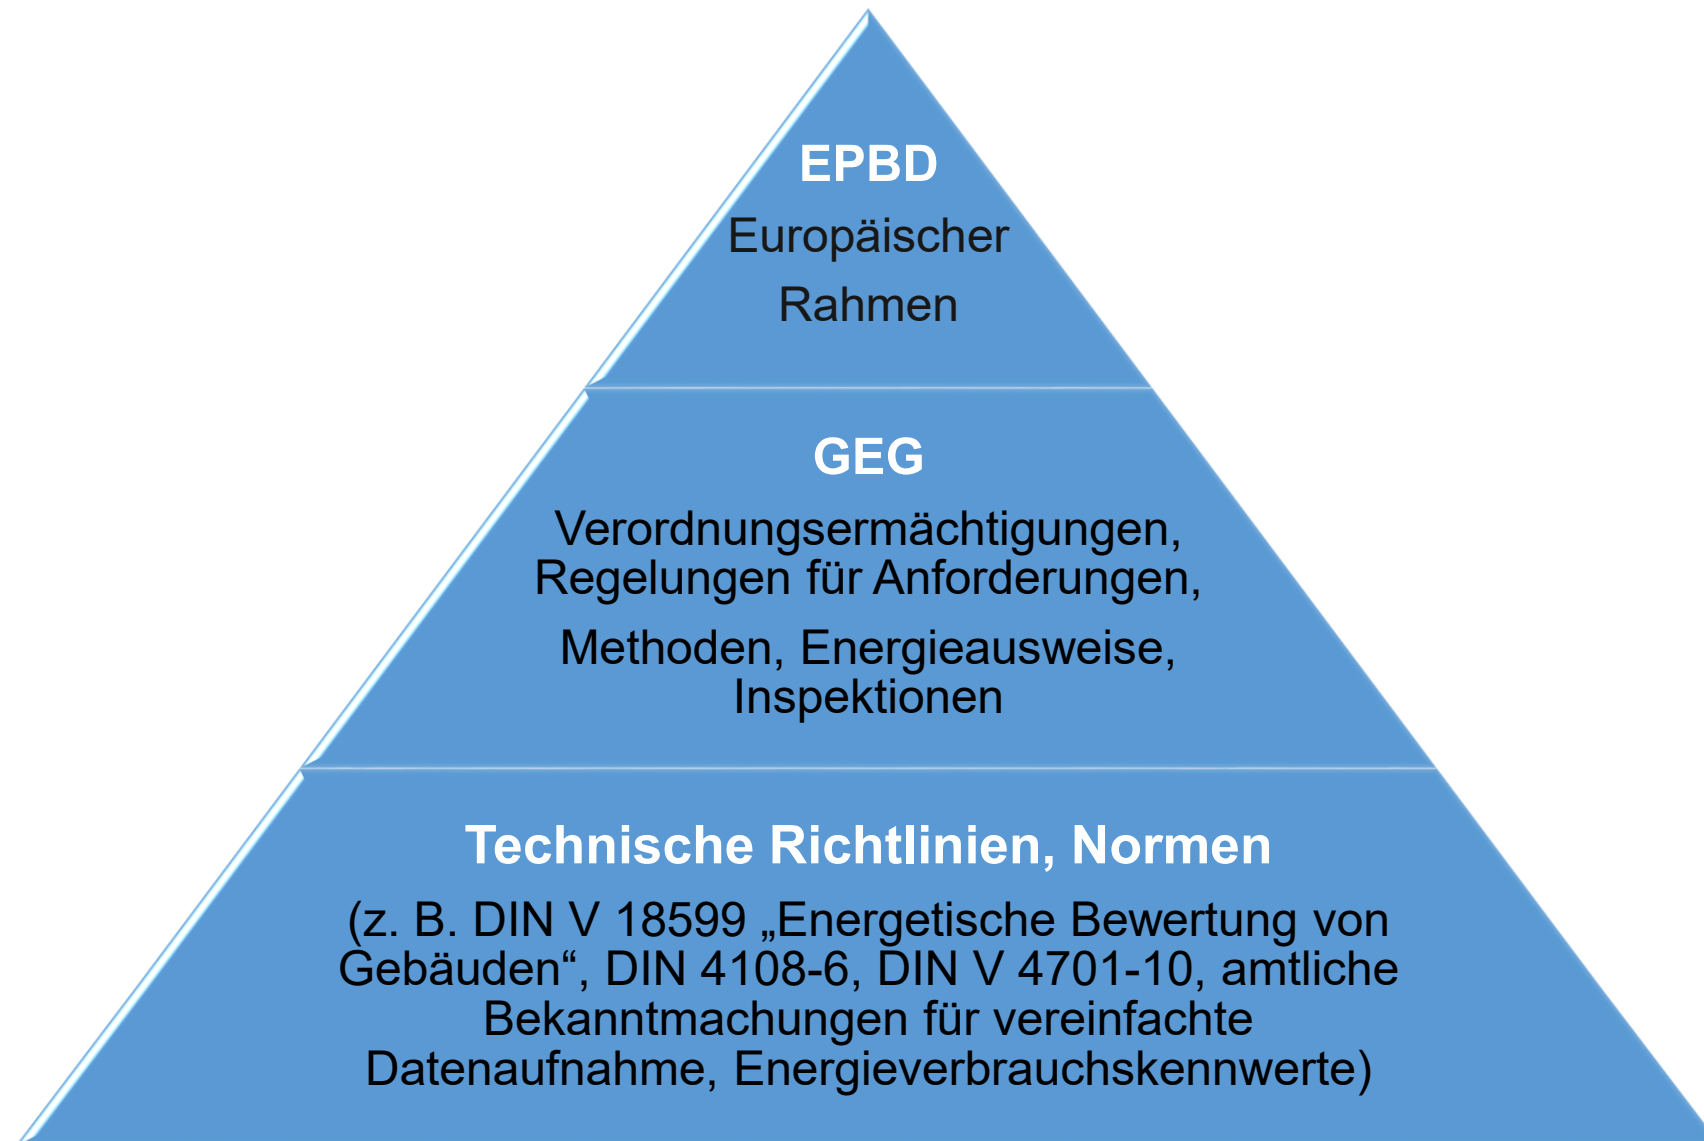 EPBD
Europäischer
Rahmen
GEG
Verordnungsermächtigungen,
Regelungen für Anforderungen,
Methoden, Energieausweise,
Inspektionen
Technische Richtlinien, Normen
(z. B. DIN V 18599 „Energetische Bewertung von
Gebäuden“, DIN 4108-6, DIN V 4701-10, amtliche
Bekanntmachungen für vereinfachte
Datenaufnahme, Energieverbrauchskennwerte)